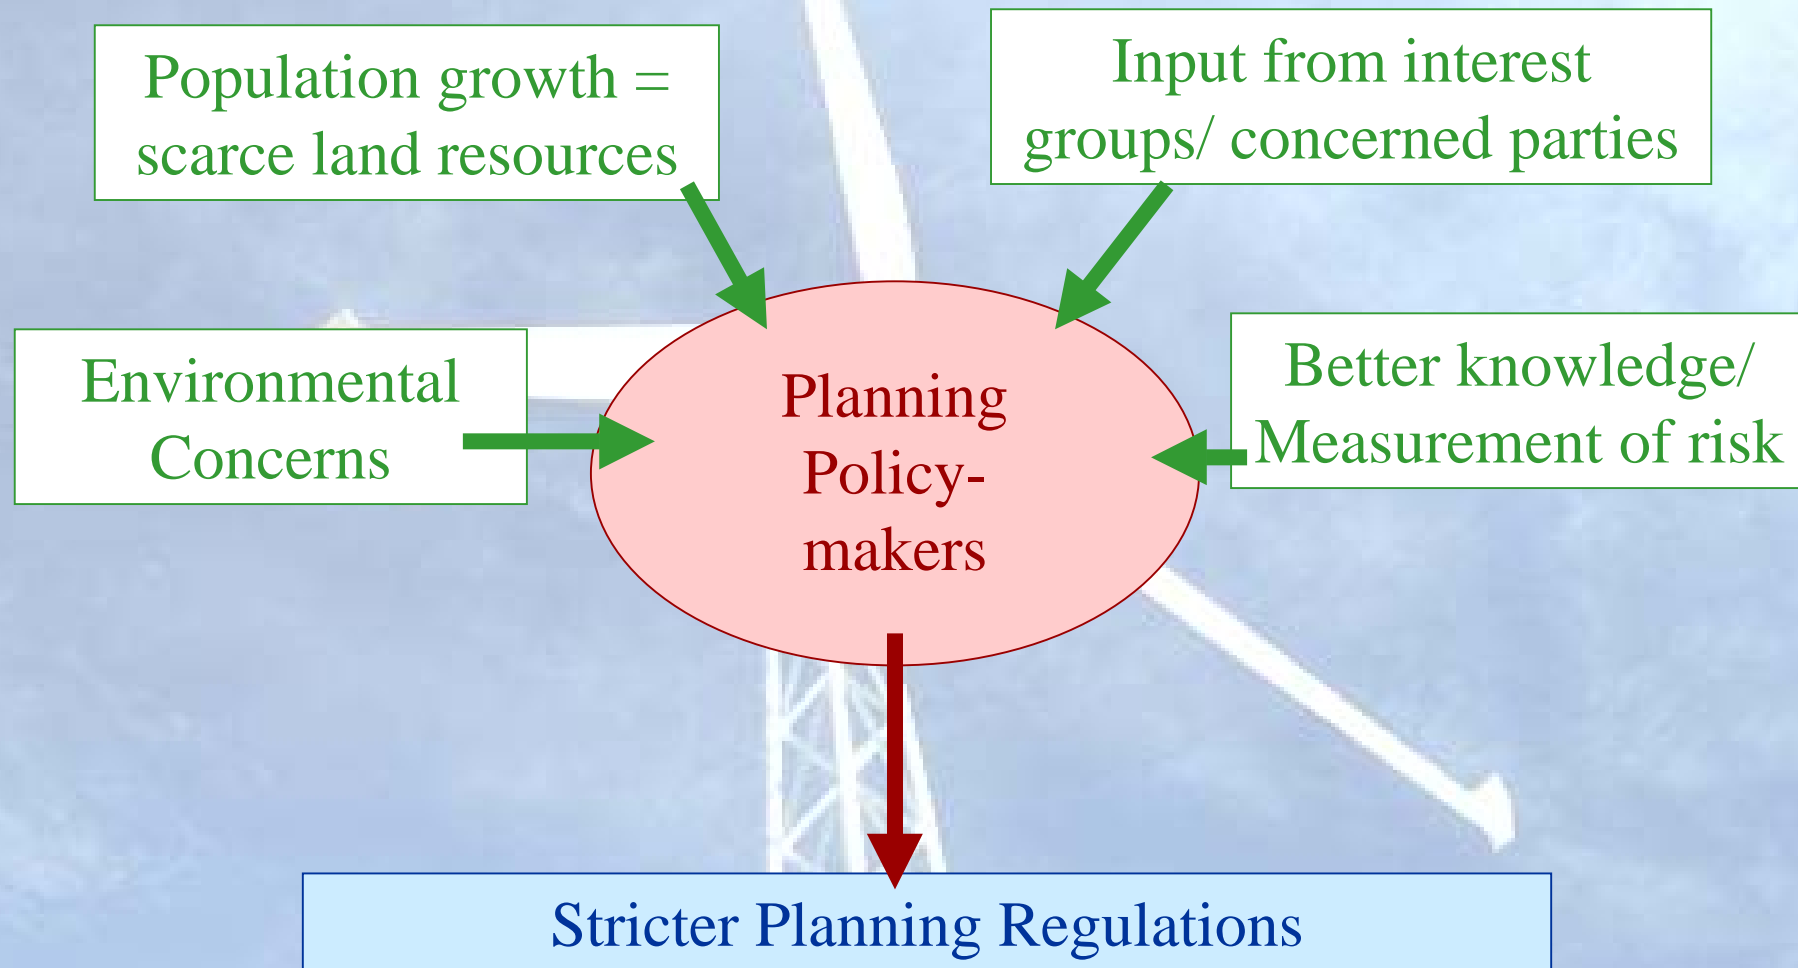 Population growth =
scarce land resources
Input from interest
groups/ concerned parties
Environmental
Concerns
Planning
Policy-
makers
Better knowledge/
Measurement of risk
Stricter Planning Regulations